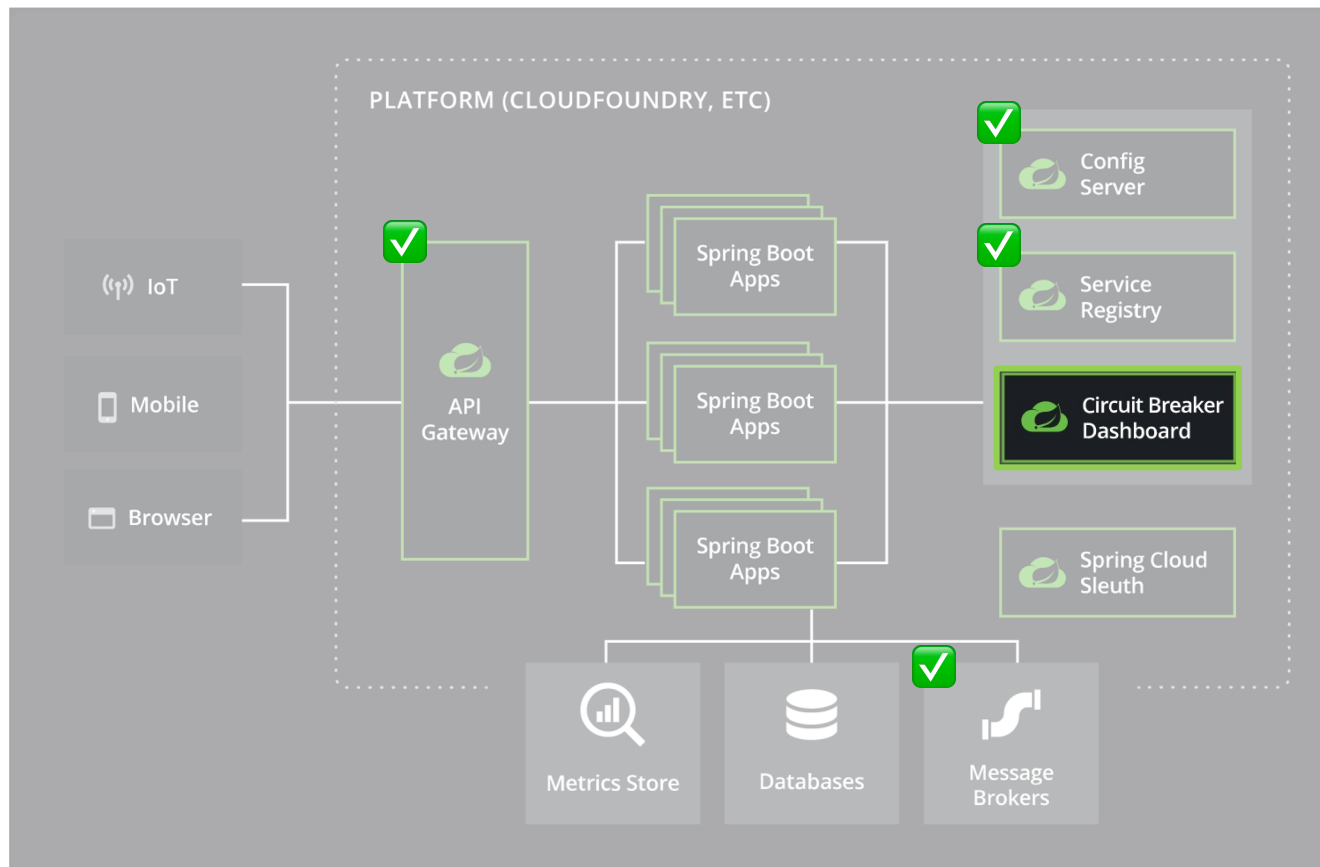 PLATFORM (CLOUDFOUNDRY, ETC)
IoT
Mobile
Browser
API
Gateway
Spring Boot
Apps
Spring Boot
Apps
Spring Boot
Apps
Config
Server
Service
Registry
Circuit Breaker
Dashboard
Spring Cloud
Sleuth
Metrics Store
Databases
Message
Brokers